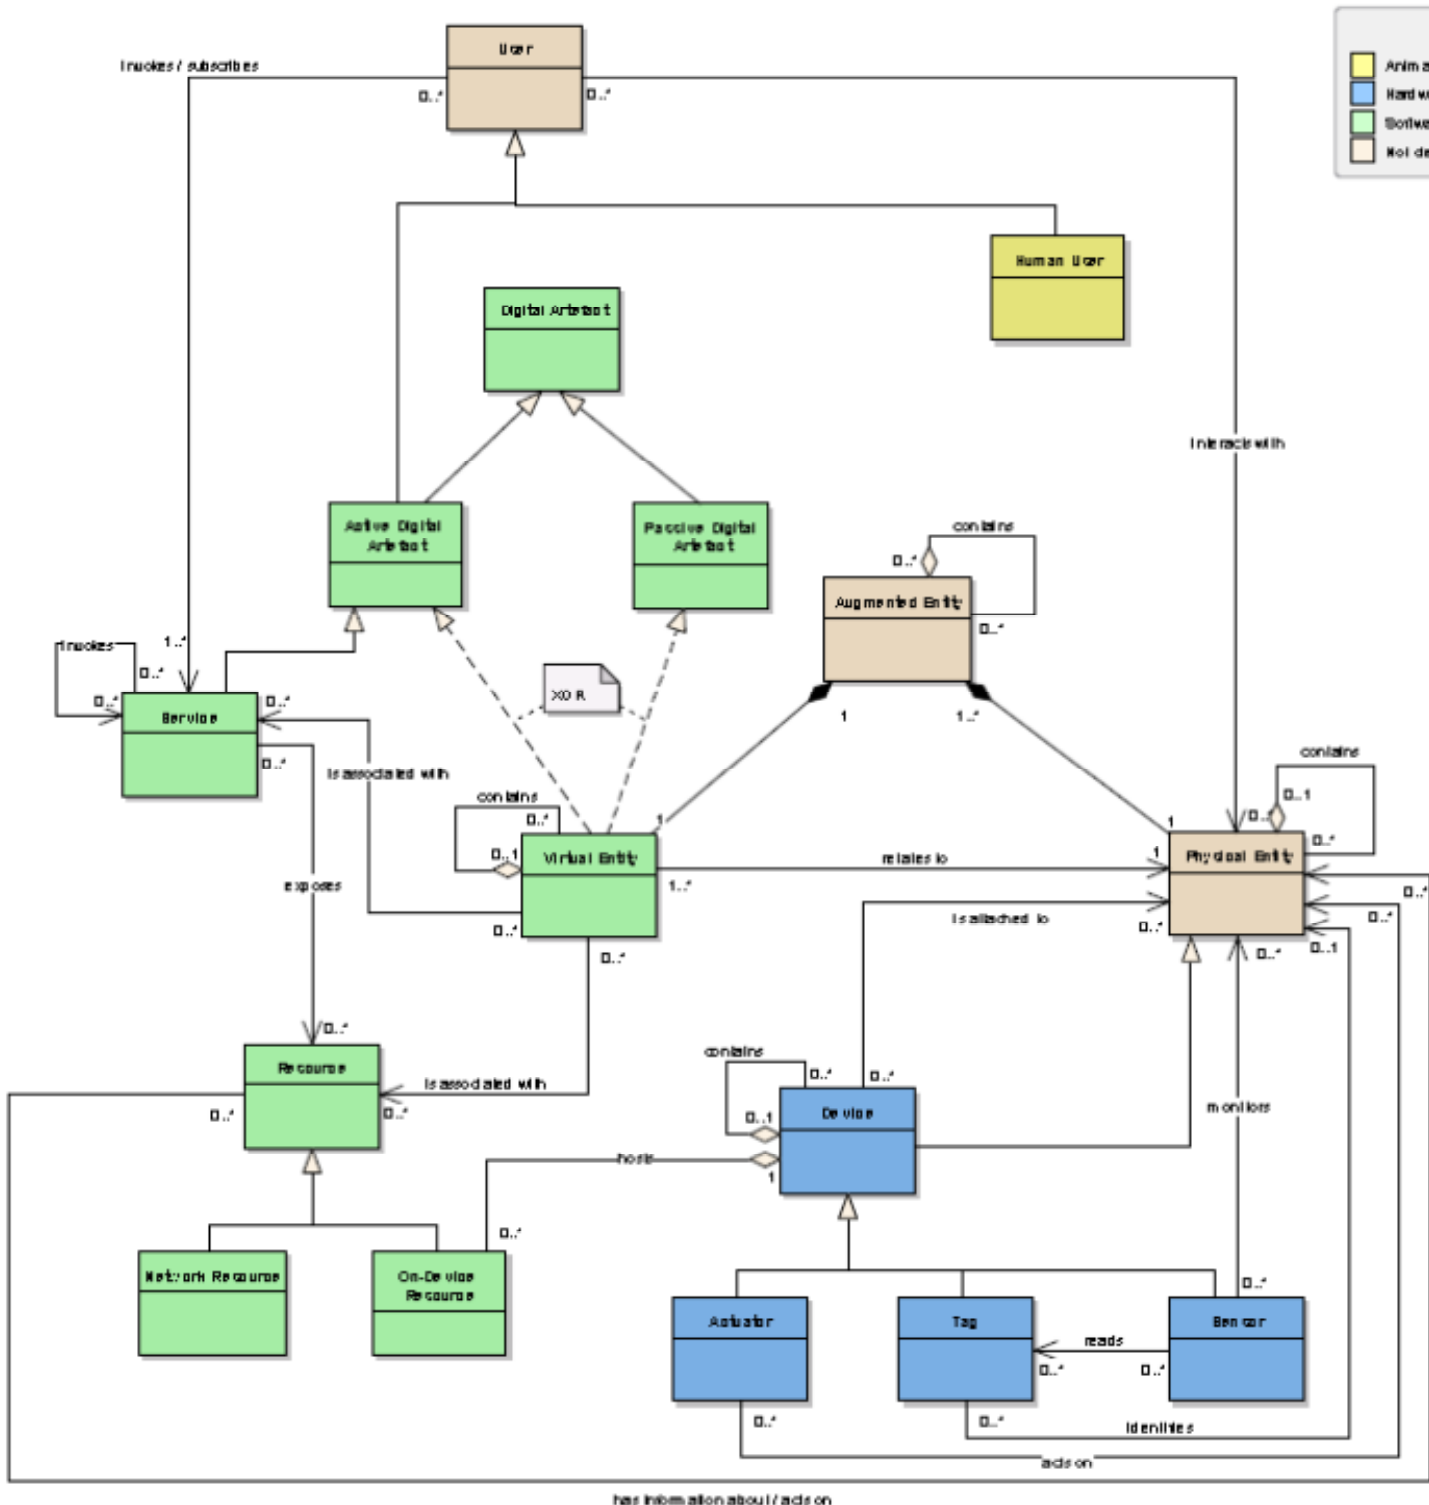 User
Invokes / subscribes
0..*
0..*
Human User
Digital Artefact
Interacts with
Active Digital
Artefact
Passive Digital
Artefact
contains
0..*
Augmented Entity
0..*
Invokes
1..*
0..*
0..*
0..*
Service
0..*
XOR
1
1..*
is associated with
contains
0..*
0..1
Virtual Entity
1
relates to
1..*
0..*
contains
0..1
0..*
0..*
1
1
Physical Entity
exposes
is attached to
0..*
0..*
0..*
0..1
0..*
0..*
0..*
Resource
is associated with
0..*
0..*
contains
0..*
0..*
0..1
Device
monitors
hosts
1
0..*
Network Resource
On-Device
Resource
0..*
Actuator
Tag
Sensor
reads
0..*
0..*
0..*
0..*
identifies
acts on
has information about / acts on